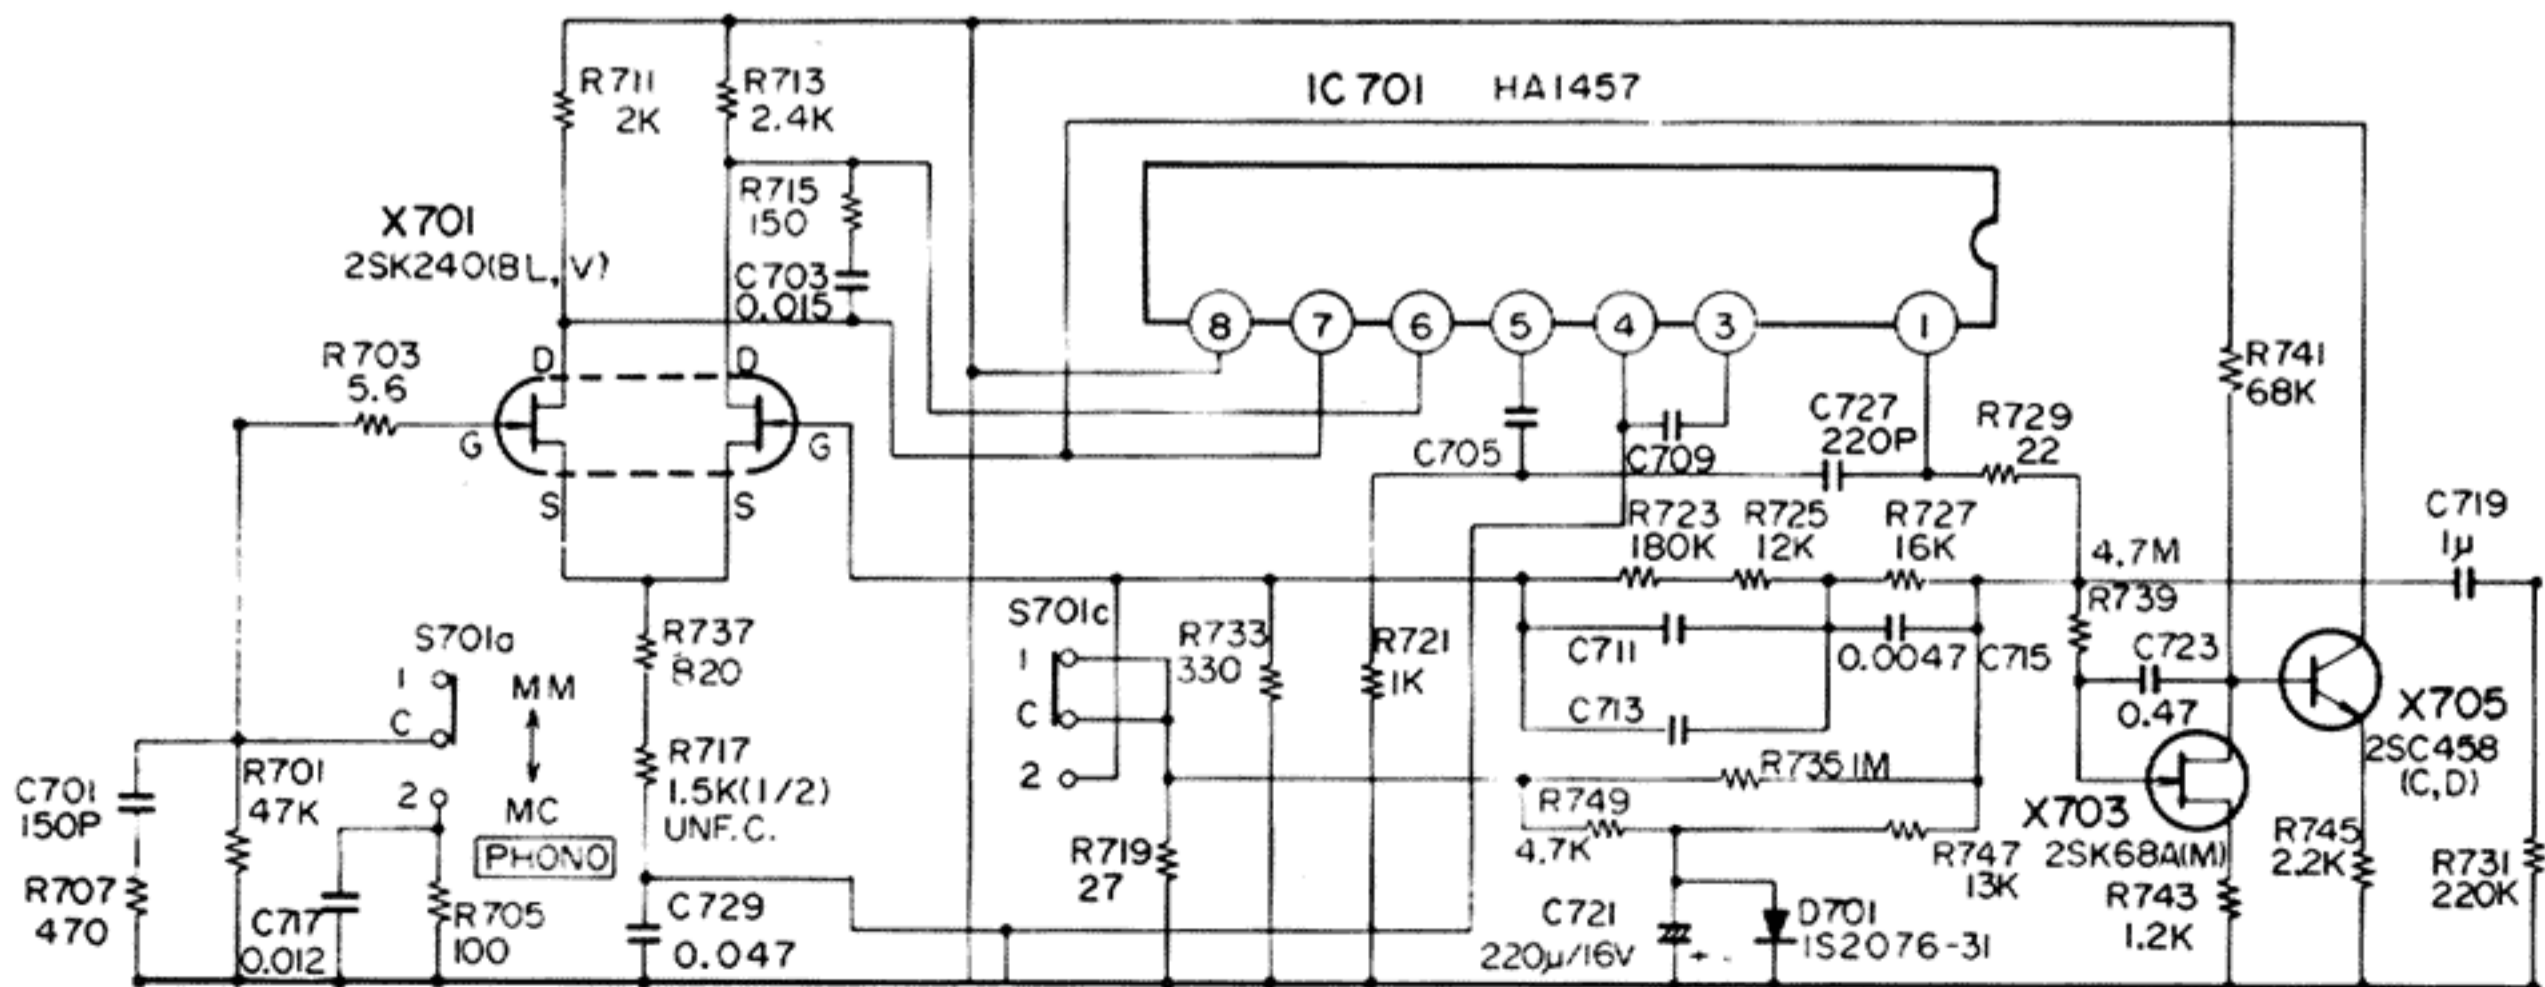 R711
2K
R713
2.4K
IC701 HA1457
X701
2SK240(BL,V)
R715
150
C703
0.015
R703
5.6
D
D
G
G
S
S
8
7
6
5
4
3
1
R741
68K
C705
C709
C727
220P
R729
22
R723
180K
R725
12K
R727
16K
4.7M
R739
C719
1µ
S701a
1
C
2
MM
MC
PHONO
R737
820
R717
1.5K(1/2)
UNF.C.
S701c
1
C
2
R733
330
R721
1K
C711
0.0047
C715
C713
C723
0.47
X705
2SC458
(C,D)
R735 1M
X703
2SK68A(M)
C701
150P
R701
47K
R707
470
C717
0.012
R705
100
C729
0.047
R719
27
R749
4.7K
R747
13K
C721
220µ/16V
+
D701
1S2076-31
R743
1.2K
R745
2.2K
R731
220K